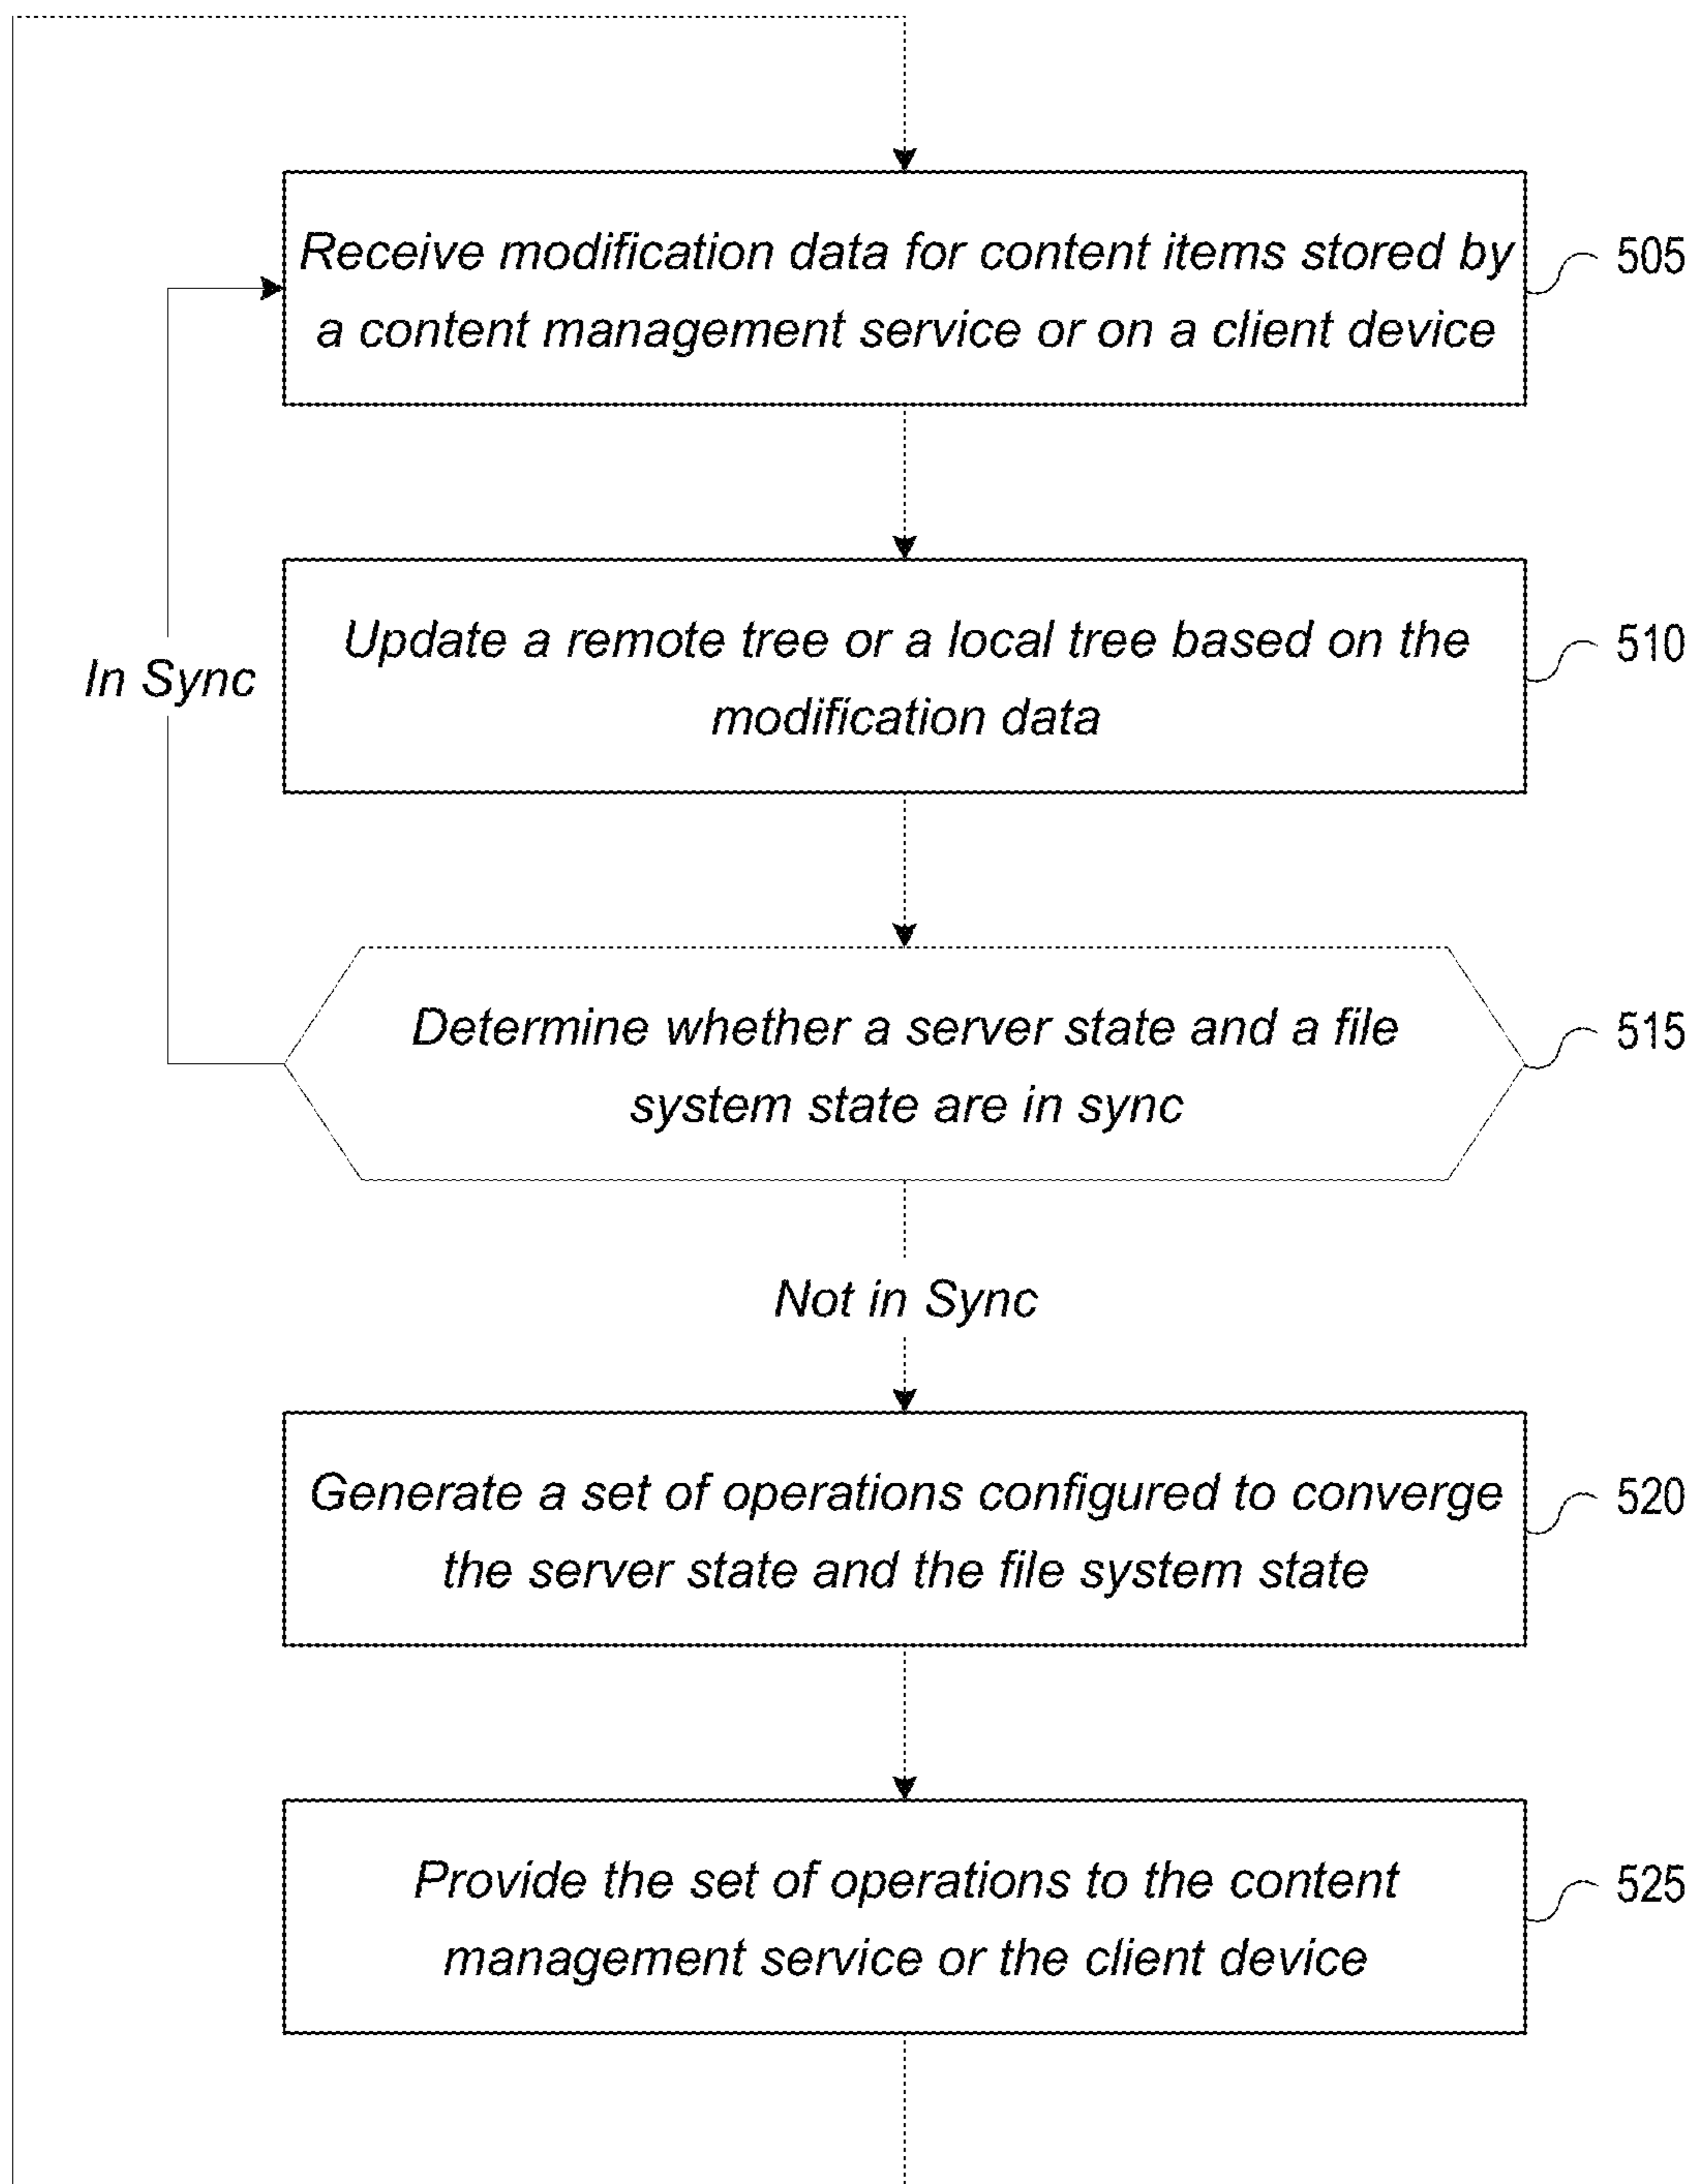 Receive modification data for content items stored by
a content management service or on a client device
505
Update a remote tree or a local tree based on the
modification data
510
In Sync
Determine whether a server state and a file
system state are in sync
515
Not in Sync
Generate a set of operations configured to converge
the server state and the file system state
520
Provide the set of operations to the content
management service or the client device
525